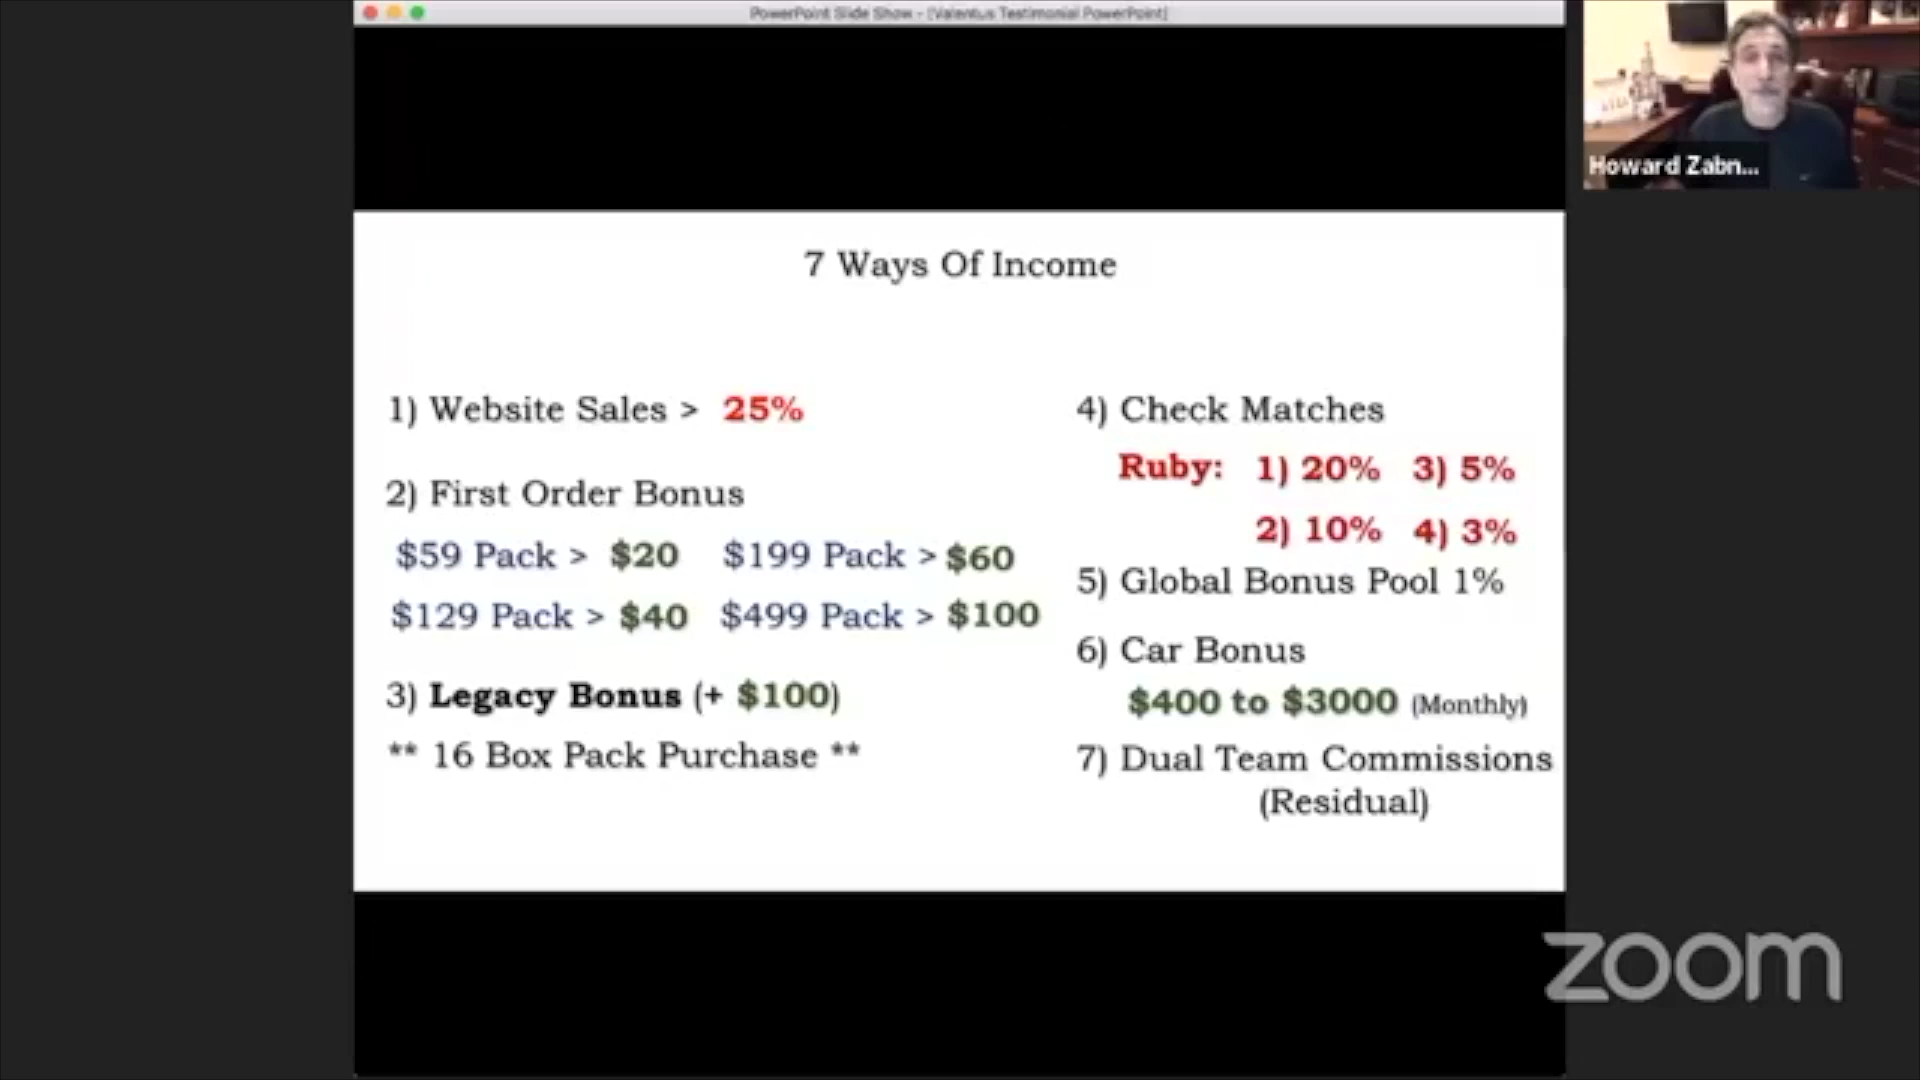 PowerPoint Slide Show - [Valentus Testimonial PowerPoint]
Howard Zabn...
7 Ways Of Income
1) Website Sales > 25%
2) First Order Bonus
$59 Pack > $20 $199 Pack > $60
$129 Pack > $40 $499 Pack > $100
3) Legacy Bonus (+ $100)
** 16 Box Pack Purchase **
4) Check Matches
Ruby: 1) 20% 3) 5%
2) 10% 4) 3%
5) Global Bonus Pool 1%
6) Car Bonus
$400 to $3000 (Monthly)
7) Dual Team Commissions
(Residual)
zoom